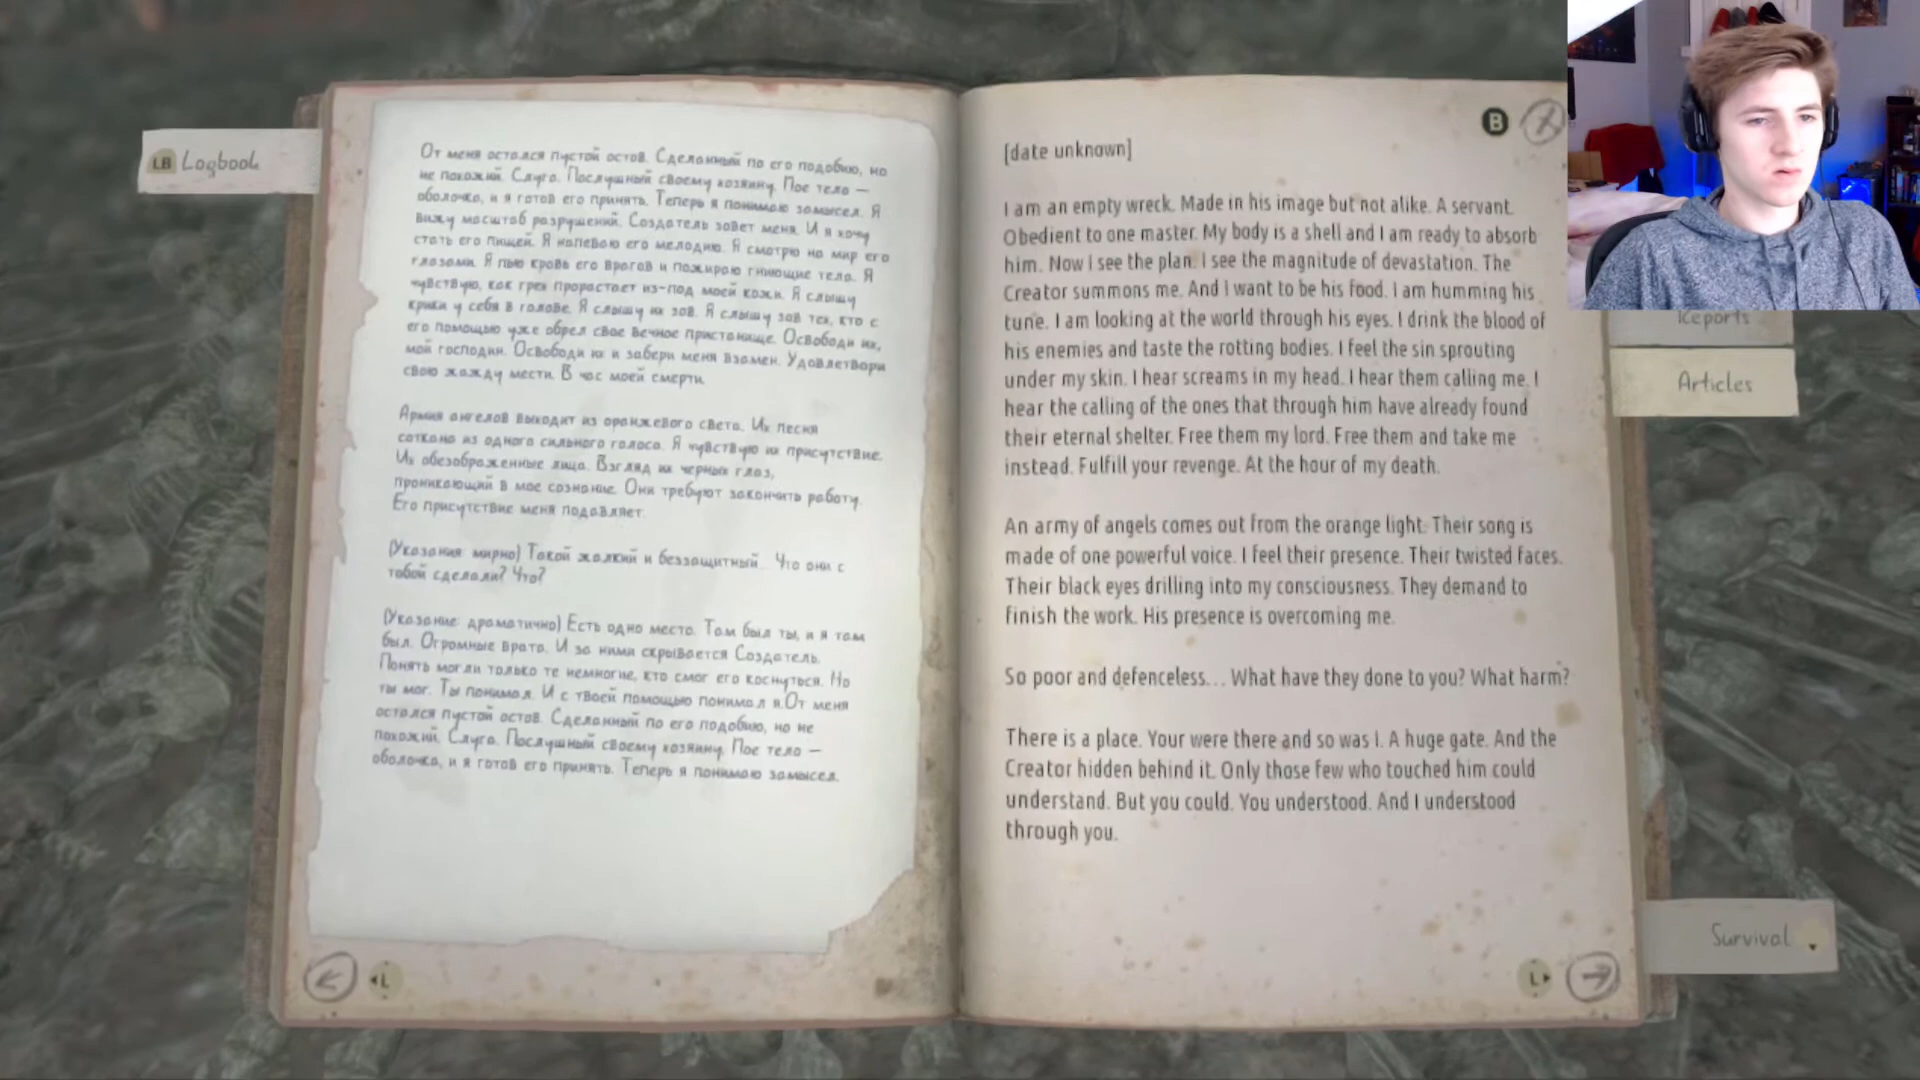 LB Logbook
От меня остался пустой остов. Сделанный по его подобию, но
не похожий. Слуга. Послушный своему хозяину. Пое тело —
оболочка, и я готов его принять. Теперь я понимаю замысел. Я
вижу масштаб разрушений. Создатель зовет меня. И я хочу
стать его пищей. Я напеваю его мелодию. Я смотрю на мир его
глазами. Я пью кровь его врагов и пожираю гниющие тела. Я
чувствую, как грех прорастает из-под моей кожи. Я слышу
крики у себя в голове. Я слышу их зов. Я слышу зов тех, кто с
его помощью уже обрел свое вечное пристанище. Освободи их,
мой господин. Освободи их и забери меня взамен. Удовлетвори
свою жажду мести. В час моей смерти.
Армия ангелов выходит из оранжевого света. Их песня
соткана из одного сильного голоса. Я чувствую их присутствие.
Их обезображенные лица. Взгляд их черных глаз,
проникающий в мое сознание. Они требуют закончить работу.
Его присутствие меня подавляет.
(Указания: мирно) Такой жалкий и беззащитный... Что они с
тобой сделали? Что?
(Указание: драматично) Есть одно место. Там был ты, и я там
был. Огромные врата. И за ними скрывается Создатель.
Понять могли только те немногие, кто смог его коснуться. Но
ты мог. Ты понимал. И с твоей помощью понимал я.От меня
остался пустой остов. Сделанный по его подобию, но не
похожий. Слуга. Послушный своему хозяину. Пое тело —
оболочка, и я готов его принять. Теперь я понимаю замысел.
L
B
[date unknown]
I am an empty wreck. Made in his image but not alike. A servant.
Obedient to one master. My body is a shell and I am ready to absorb
him. Now I see the plan. I see the magnitude of devastation. The
Creator summons me. And I want to be his food. I am humming his
tune. I am looking at the world through his eyes. I drink the blood of
his enemies and taste the rotting bodies. I feel the sin sprouting
under my skin. I hear screams in my head. I hear them calling me. I
hear the calling of the ones that through him have already found
their eternal shelter. Free them my lord. Free them and take me
instead. Fulfill your revenge. At the hour of my death.
An army of angels comes out from the orange light. Their song is
made of one powerful voice. I feel their presence. Their twisted faces.
Their black eyes drilling into my consciousness. They demand to
finish the work. His presence is overcoming me.
So poor and defenceless... What have they done to you? What harm?
There is a place. Your were there and so was I. A huge gate. And the
Creator hidden behind it. Only those few who touched him could
understand. But you could. You understood. And I understood
through you.
L
Reports
Articles
Survival